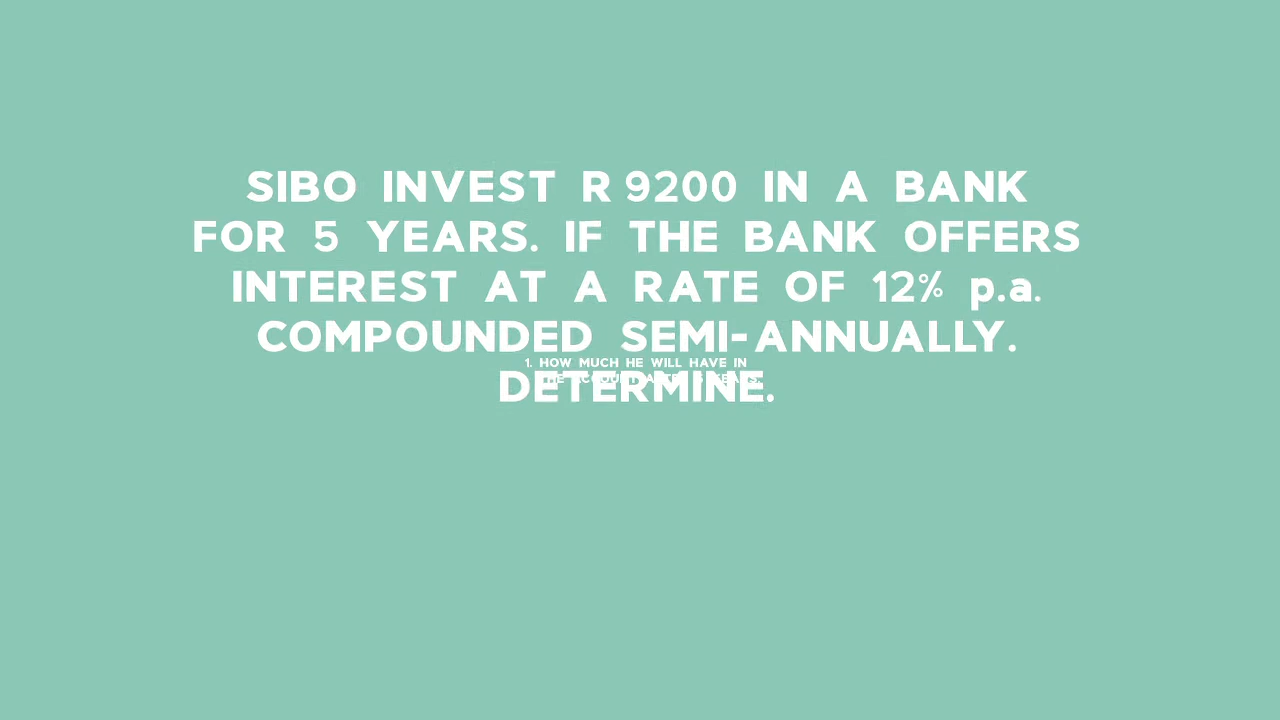 SIBO INVEST R 9200 IN A BANK
FOR 5 YEARS. IF THE BANK OFFERS
INTEREST AT A RATE OF 12% p.a.
COMPOUNDED SEMI-ANNUALLY.
1. HOW MUCH HE WILL HAVE IN
DETERMINE.